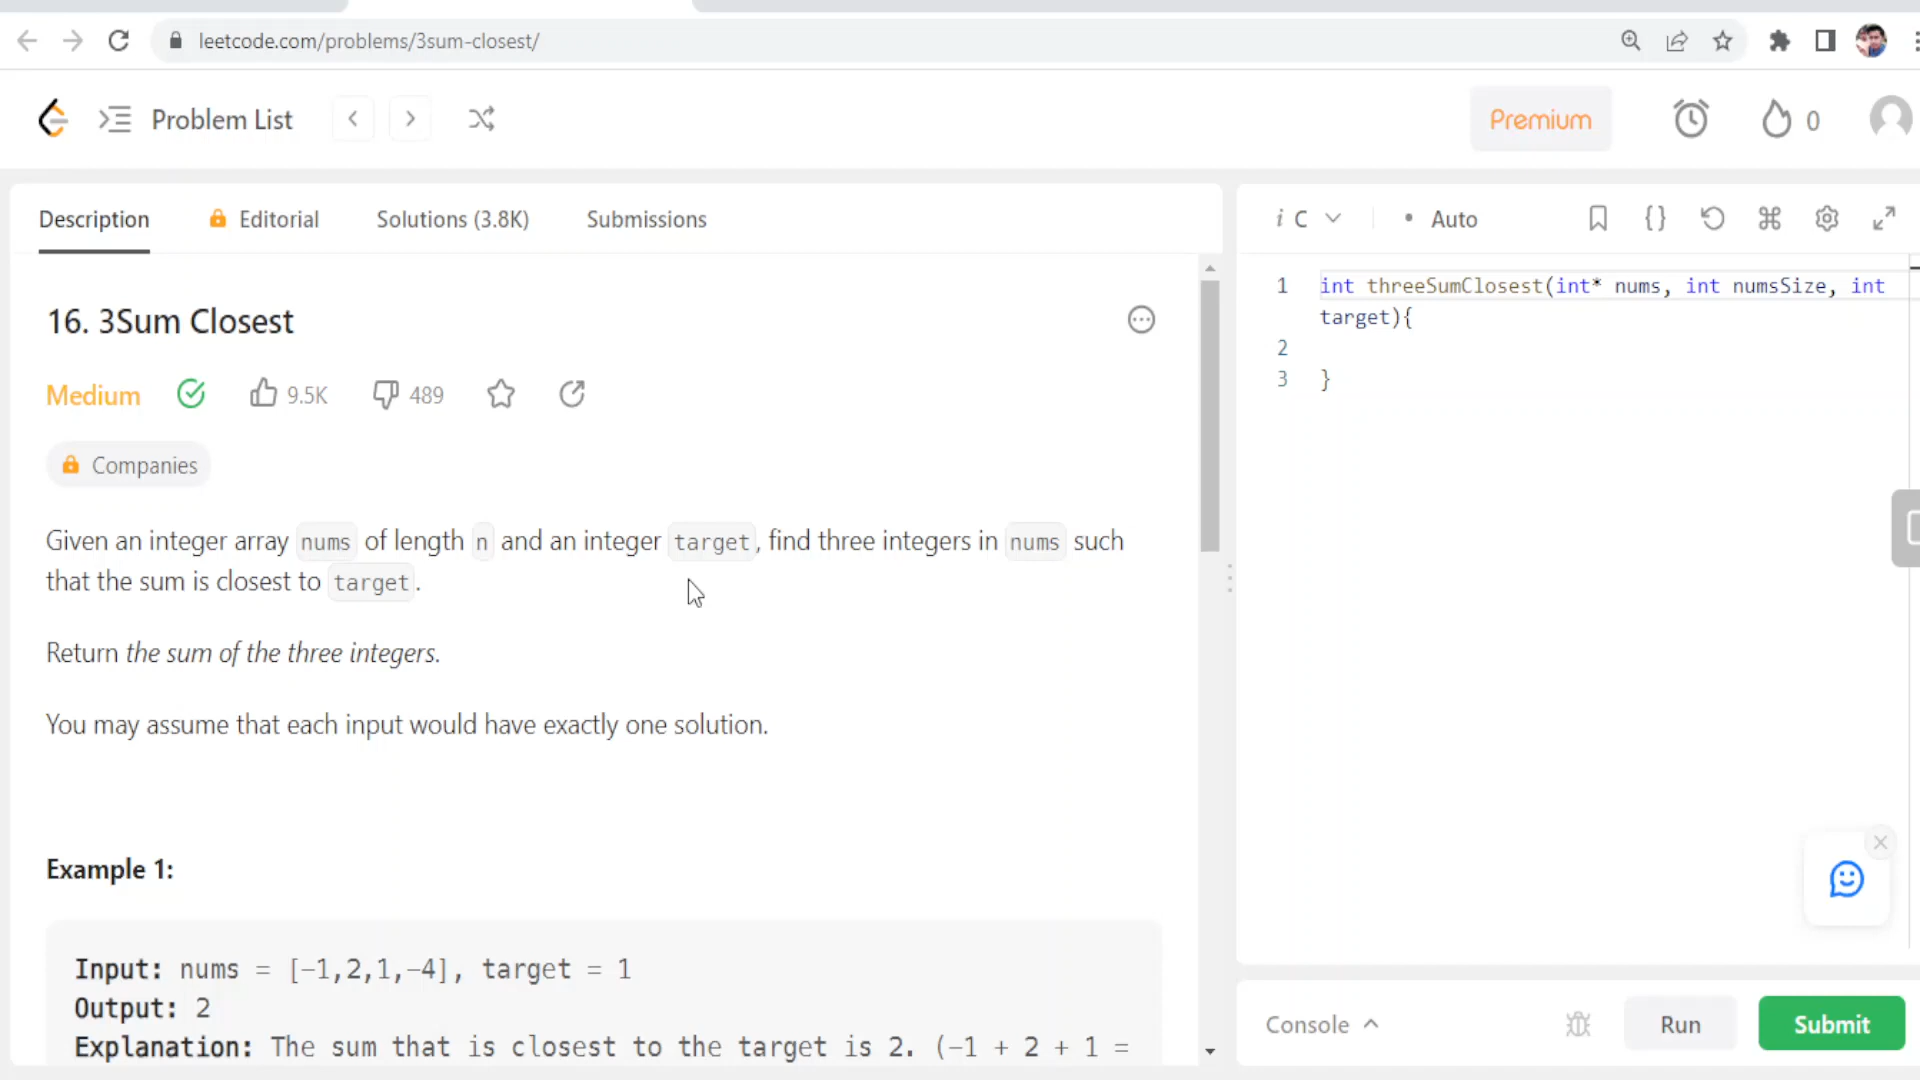 leetcode.com/problems/3sum-closest/
Problem List
Premium
0
Description
Editorial
Solutions (3.8K)
Submissions
16. 3Sum Closest
Medium
9.5K
489
Companies
Given an integer array nums of length n and an integer target, find three integers in nums such
that the sum is closest to target.
Return the sum of the three integers.
You may assume that each input would have exactly one solution.
Example 1:
Input: nums = [-1,2,1,-4], target = 1
Output: 2
Explanation: The sum that is closest to the target is 2. (-1 + 2 + 1 =
i C
• Auto
1 int threeSumClosest(int* nums, int numsSize, int
target){
2
3 }
Console
Run
Submit